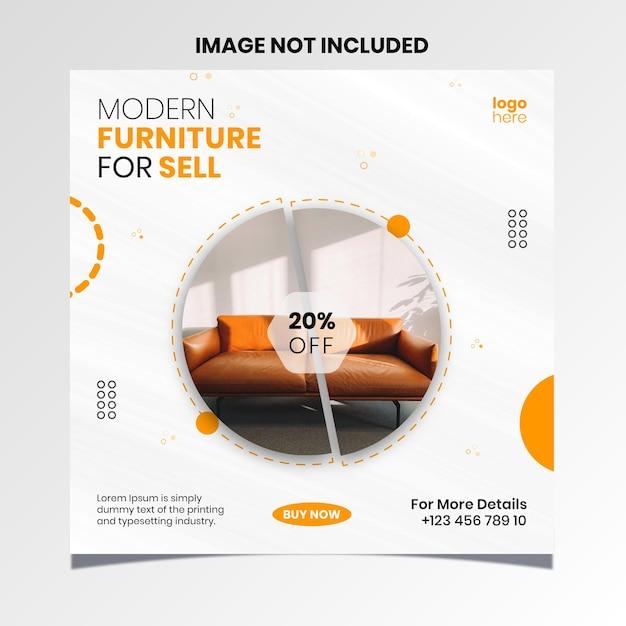 IMAGE NOT INCLUDED
MODERN
FURNITURE
FOR SELL
logo
here
20%
OFF
Lorem Ipsum is simply
dummy text of the printing
and typesetting industry.
BUY NOW
For More Details
+123 456 789 10